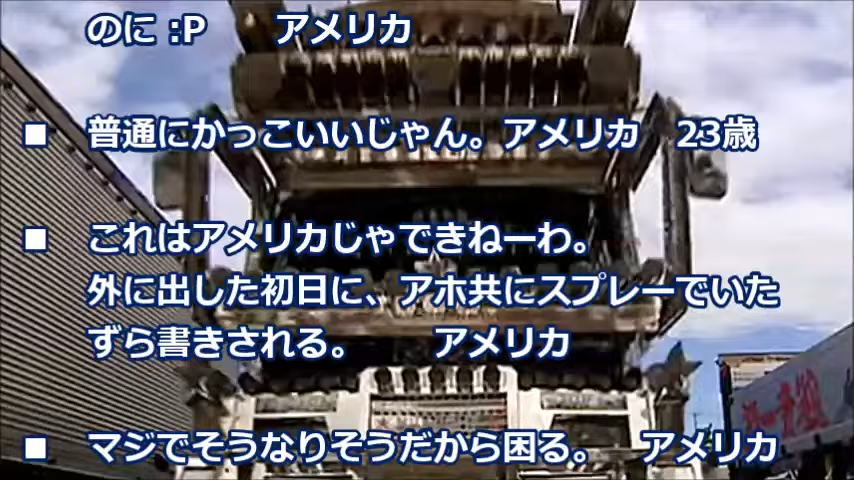 のに :P　　アメリカ
■　普通にかっこいいじゃん。アメリカ　23歳
■　これはアメリカじゃできねーわ。
外に出した初日に、アホ共にスプレーでいた
ずら書きされる。　　アメリカ
■　マジでそうなりそうだから困る。　アメリカ